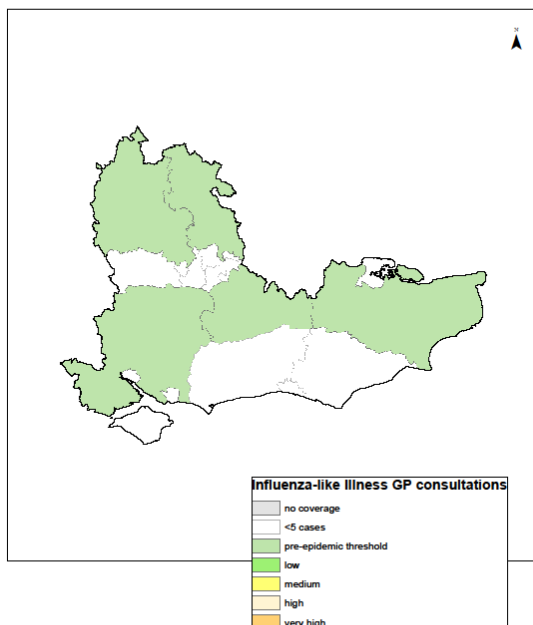 N
Influenza-like Illness GP consultations
no coverage
<5 cases
pre-epidemic threshold
low
medium
high
very high